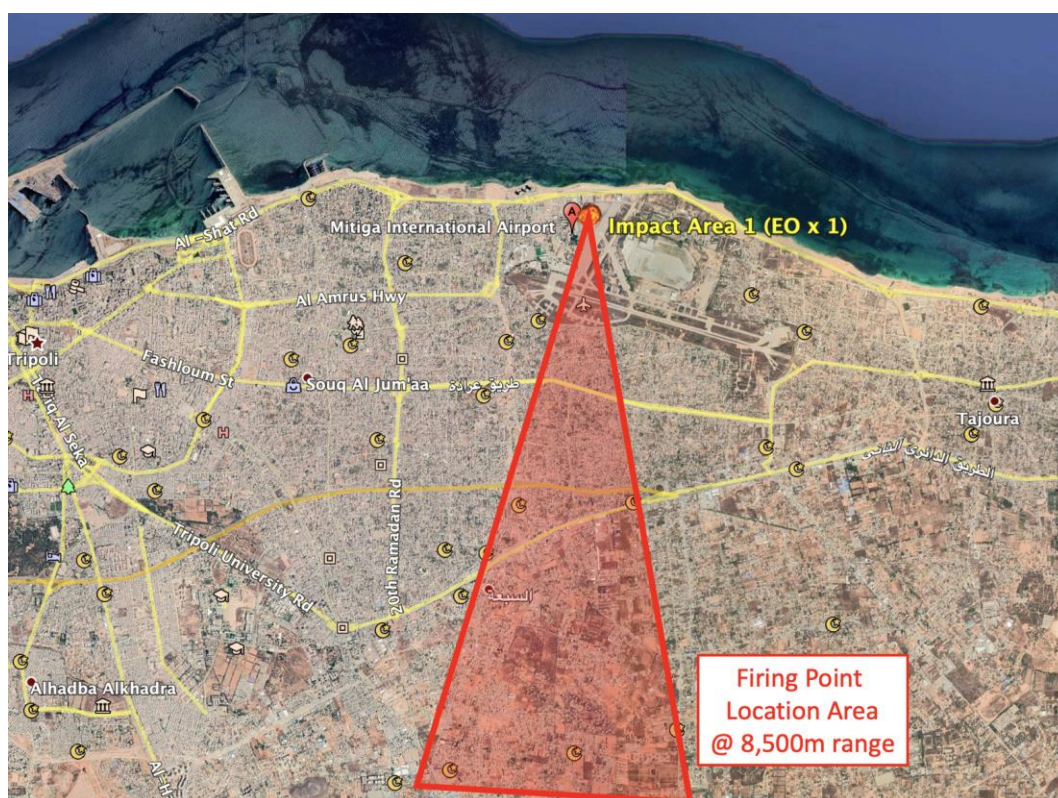 Al -Shat Rd
Mitiga International Airport
A
Impact Area 1 (EO x 1)
Al Amrus Hwy
Tripoli
Fashloum St
Souq Al Jum'aa
طريق عرادة
Tajoura
الطريق الدائري الثاني
Tripoli University Rd
20th Ramadan Rd
السبعة
Alhadba Alkhadra
Firing Point
Location Area
@ 8,500m range
H
H